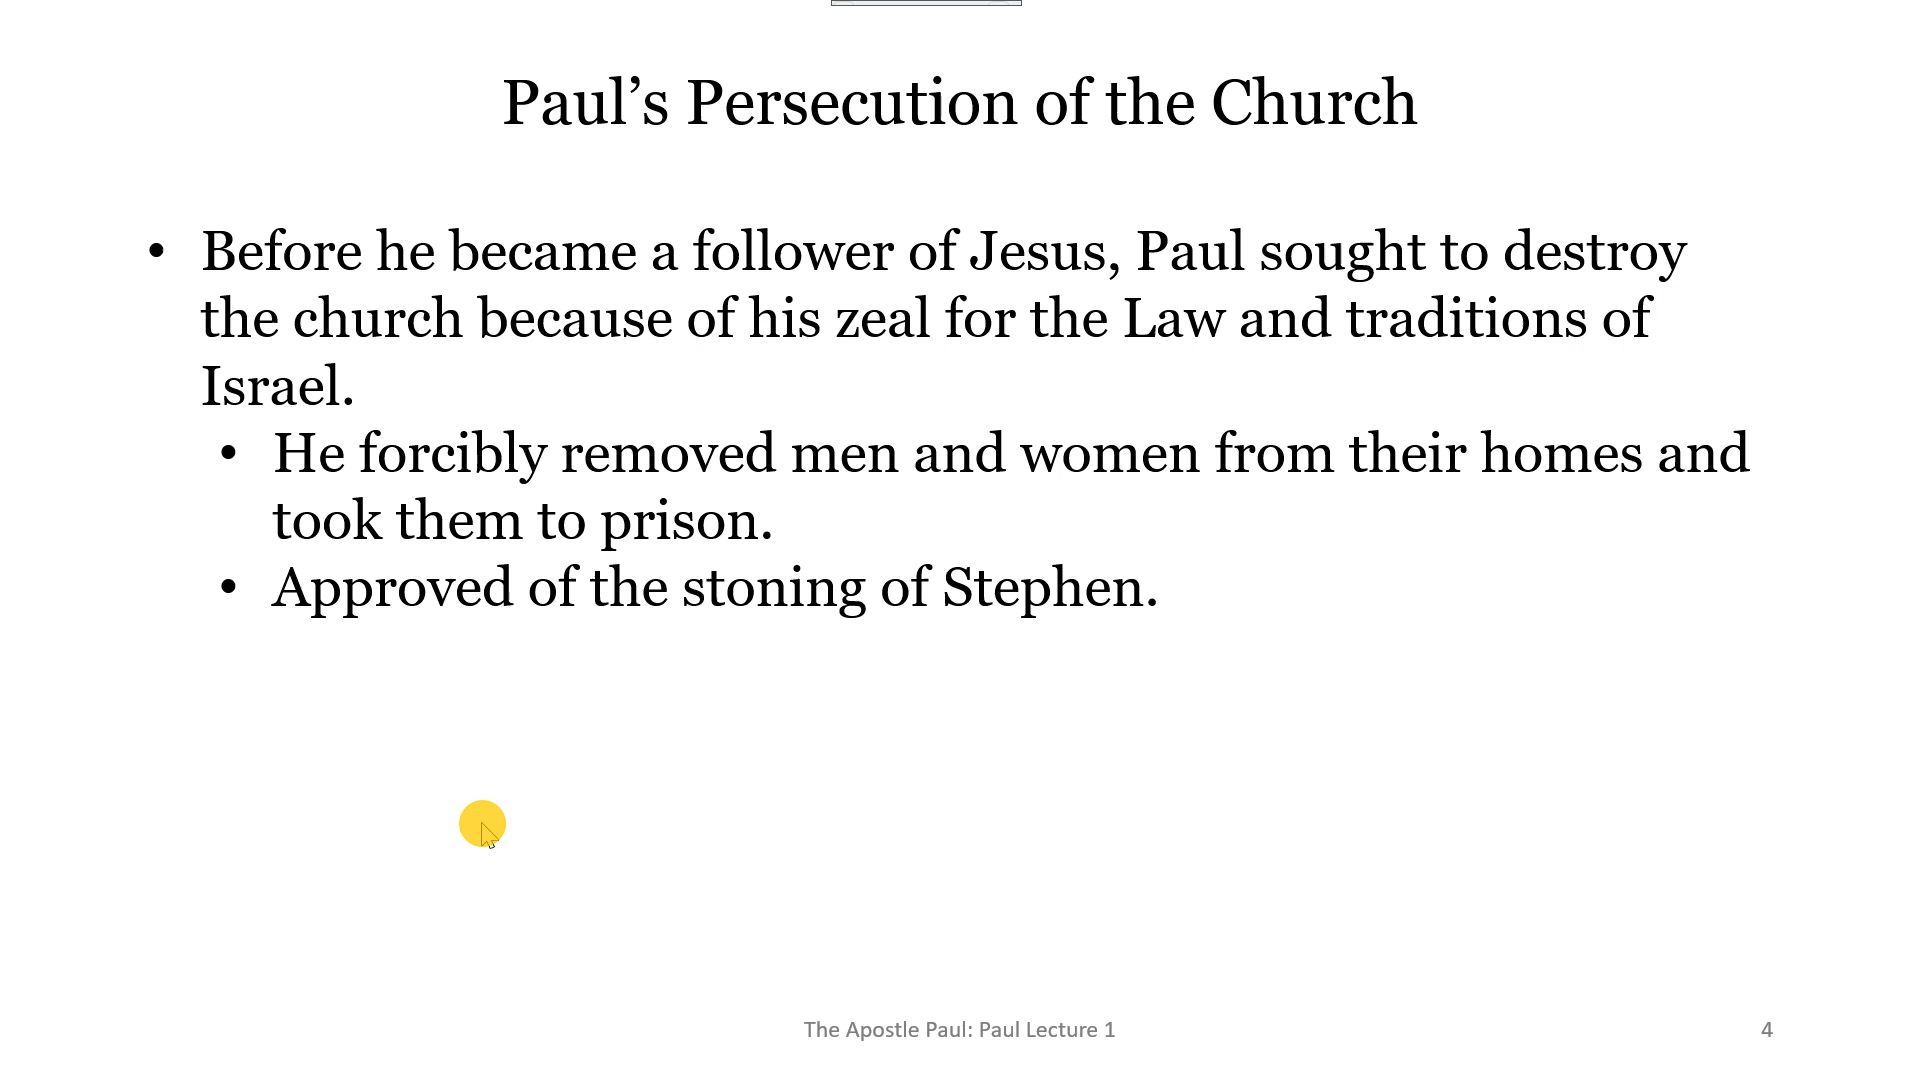 Paul’s Persecution of the Church
• Before he became a follower of Jesus, Paul sought to destroy
the church because of his zeal for the Law and traditions of
Israel.
• He forcibly removed men and women from their homes and
took them to prison.
• Approved of the stoning of Stephen.
The Apostle Paul: Paul Lecture 1
4